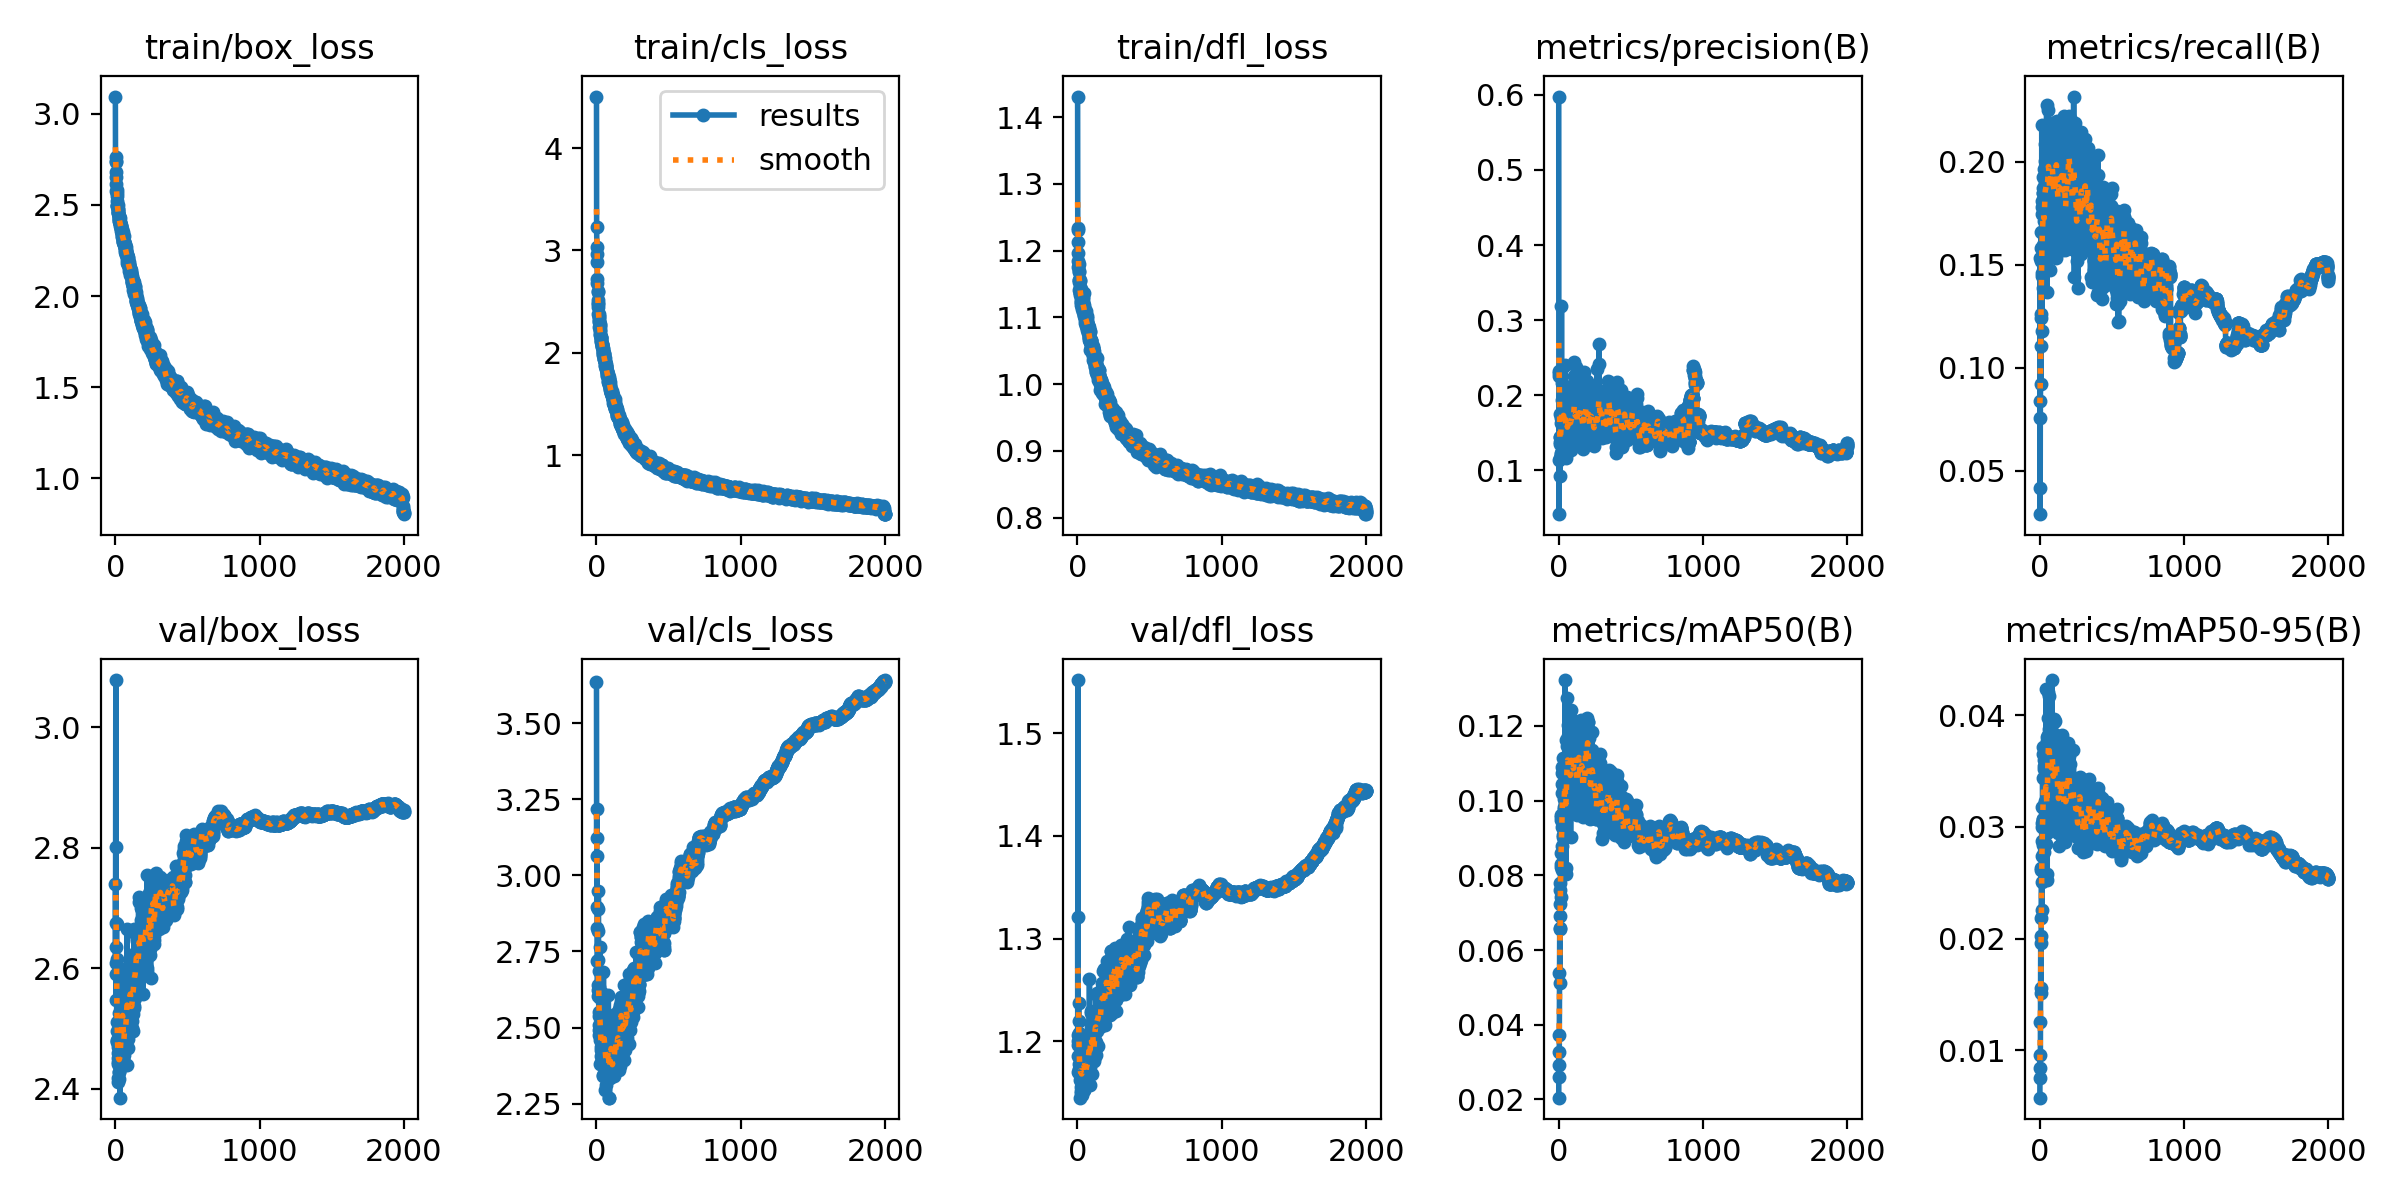 train/box_loss
3.0
2.5
2.0
1.5
1.0
0 1000 2000
train/cls_loss
results
smooth
4
3
2
1
0 1000 2000
train/dfl_loss
1.4
1.3
1.2
1.1
1.0
0.9
0.8
0 1000 2000
metrics/precision(B)
0.6
0.5
0.4
0.3
0.2
0.1
0 1000 2000
metrics/recall(B)
0.20
0.15
0.10
0.05
0 1000 2000
val/box_loss
3.0
2.8
2.6
2.4
0 1000 2000
val/cls_loss
3.50
3.25
3.00
2.75
2.50
2.25
0 1000 2000
val/dfl_loss
1.5
1.4
1.3
1.2
0 1000 2000
metrics/mAP50(B)
0.12
0.10
0.08
0.06
0.04
0.02
0 1000 2000
metrics/mAP50-95(B)
0.04
0.03
0.02
0.01
0 1000 2000